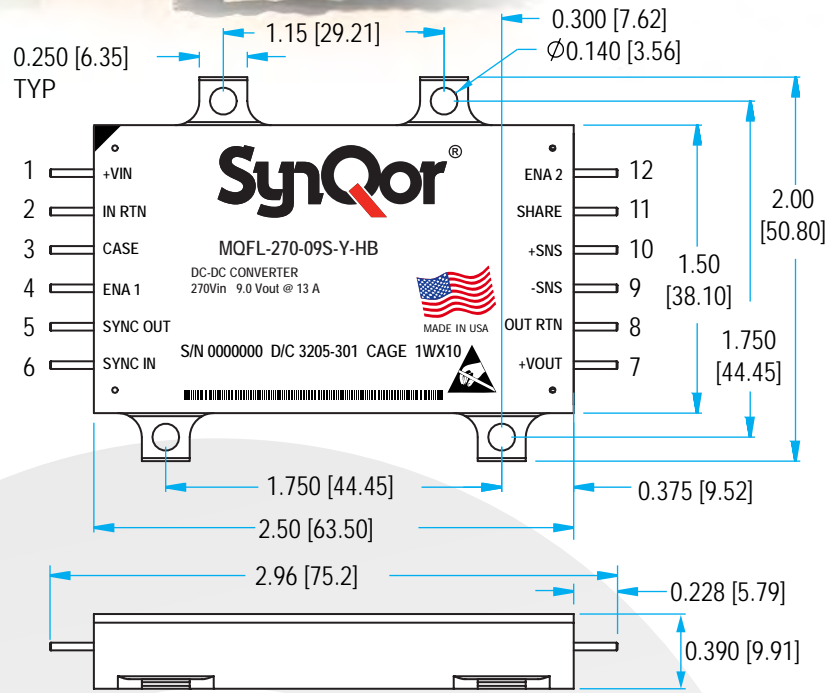 1.15 [29.21]
0.300 [7.62]
Ø0.140 [3.56]
0.250 [6.35]
TYP
SynQor®
1 +VIN
2 IN RTN
3 CASE
4 ENA 1
5 SYNC OUT
6 SYNC IN
ENA 2 12
SHARE 11
+SNS 10
-SNS 9
OUT RTN 8
+VOUT 7
MQFL-270-09S-Y-HB
DC-DC CONVERTER
270Vin 9.0 Vout @ 13 A
MADE IN USA
S/N 0000000 D/C 3205-301 CAGE 1WX10
2.00
[50.80]
1.50
[38.10]
1.750
[44.45]
1.750 [44.45]
0.375 [9.52]
2.50 [63.50]
2.96 [75.2]
0.228 [5.79]
0.390 [9.91]